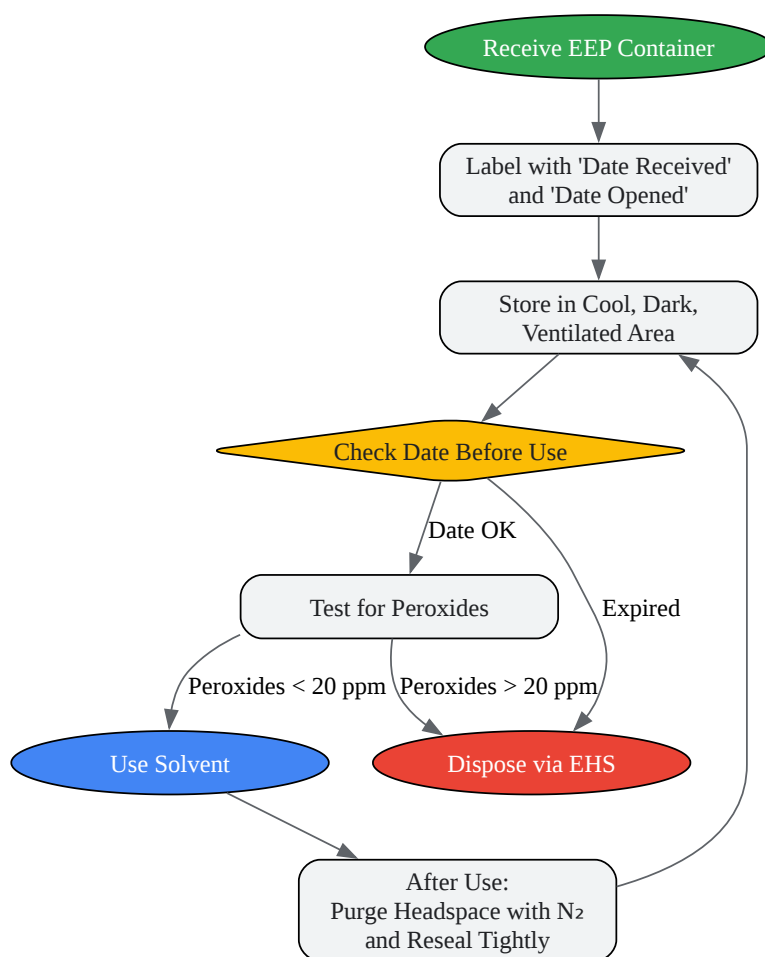 Receive EEP Container
Label with 'Date Received'
and 'Date Opened'
Store in Cool, Dark,
Ventilated Area
Check Date Before Use
Date OK
Test for Peroxides
Expired
Peroxides < 20 ppm
Peroxides > 20 ppm
Use Solvent
Dispose via EHS
After Use:
Purge Headspace with N₂
and Reseal Tightly